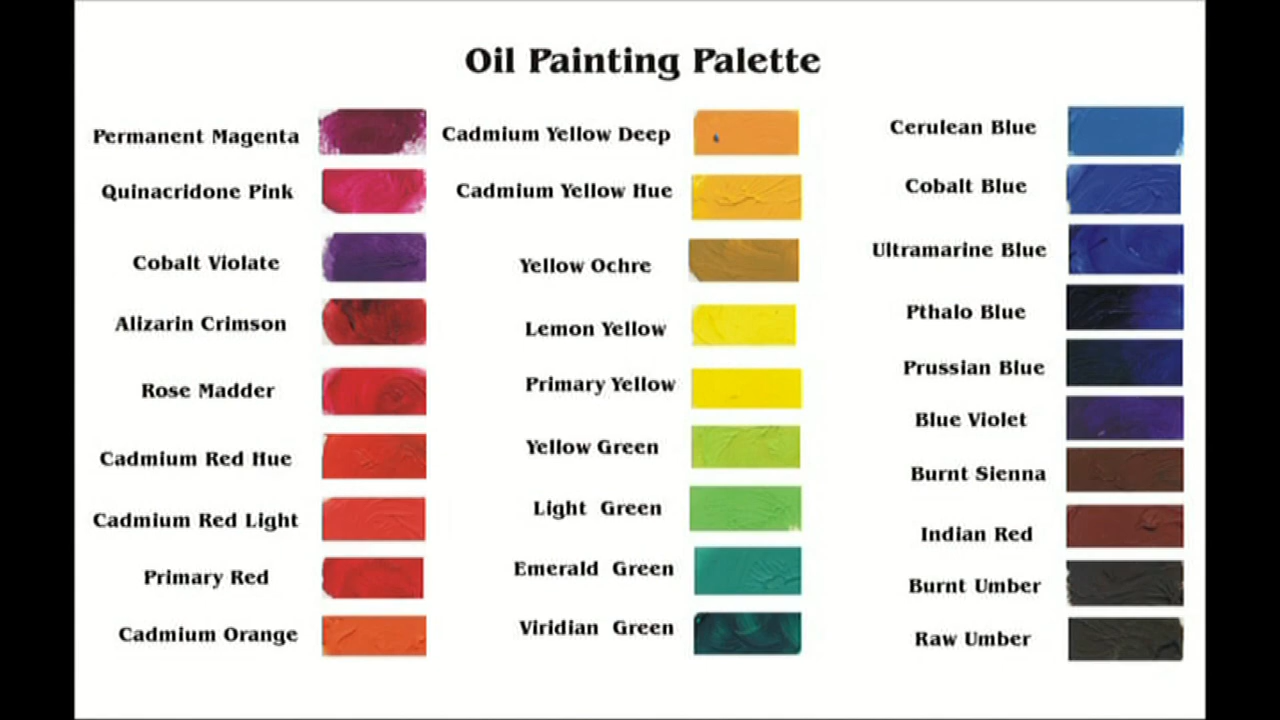 Oil Painting Palette
Permanent Magenta
Quinacridone Pink
Cobalt Violate
Alizarin Crimson
Rose Madder
Cadmium Red Hue
Cadmium Red Light
Primary Red
Cadmium Orange
Cadmium Yellow Deep
Cadmium Yellow Hue
Yellow Ochre
Lemon Yellow
Primary Yellow
Yellow Green
Light Green
Emerald Green
Viridian Green
Cerulean Blue
Cobalt Blue
Ultramarine Blue
Pthalo Blue
Prussian Blue
Blue Violet
Burnt Sienna
Indian Red
Burnt Umber
Raw Umber